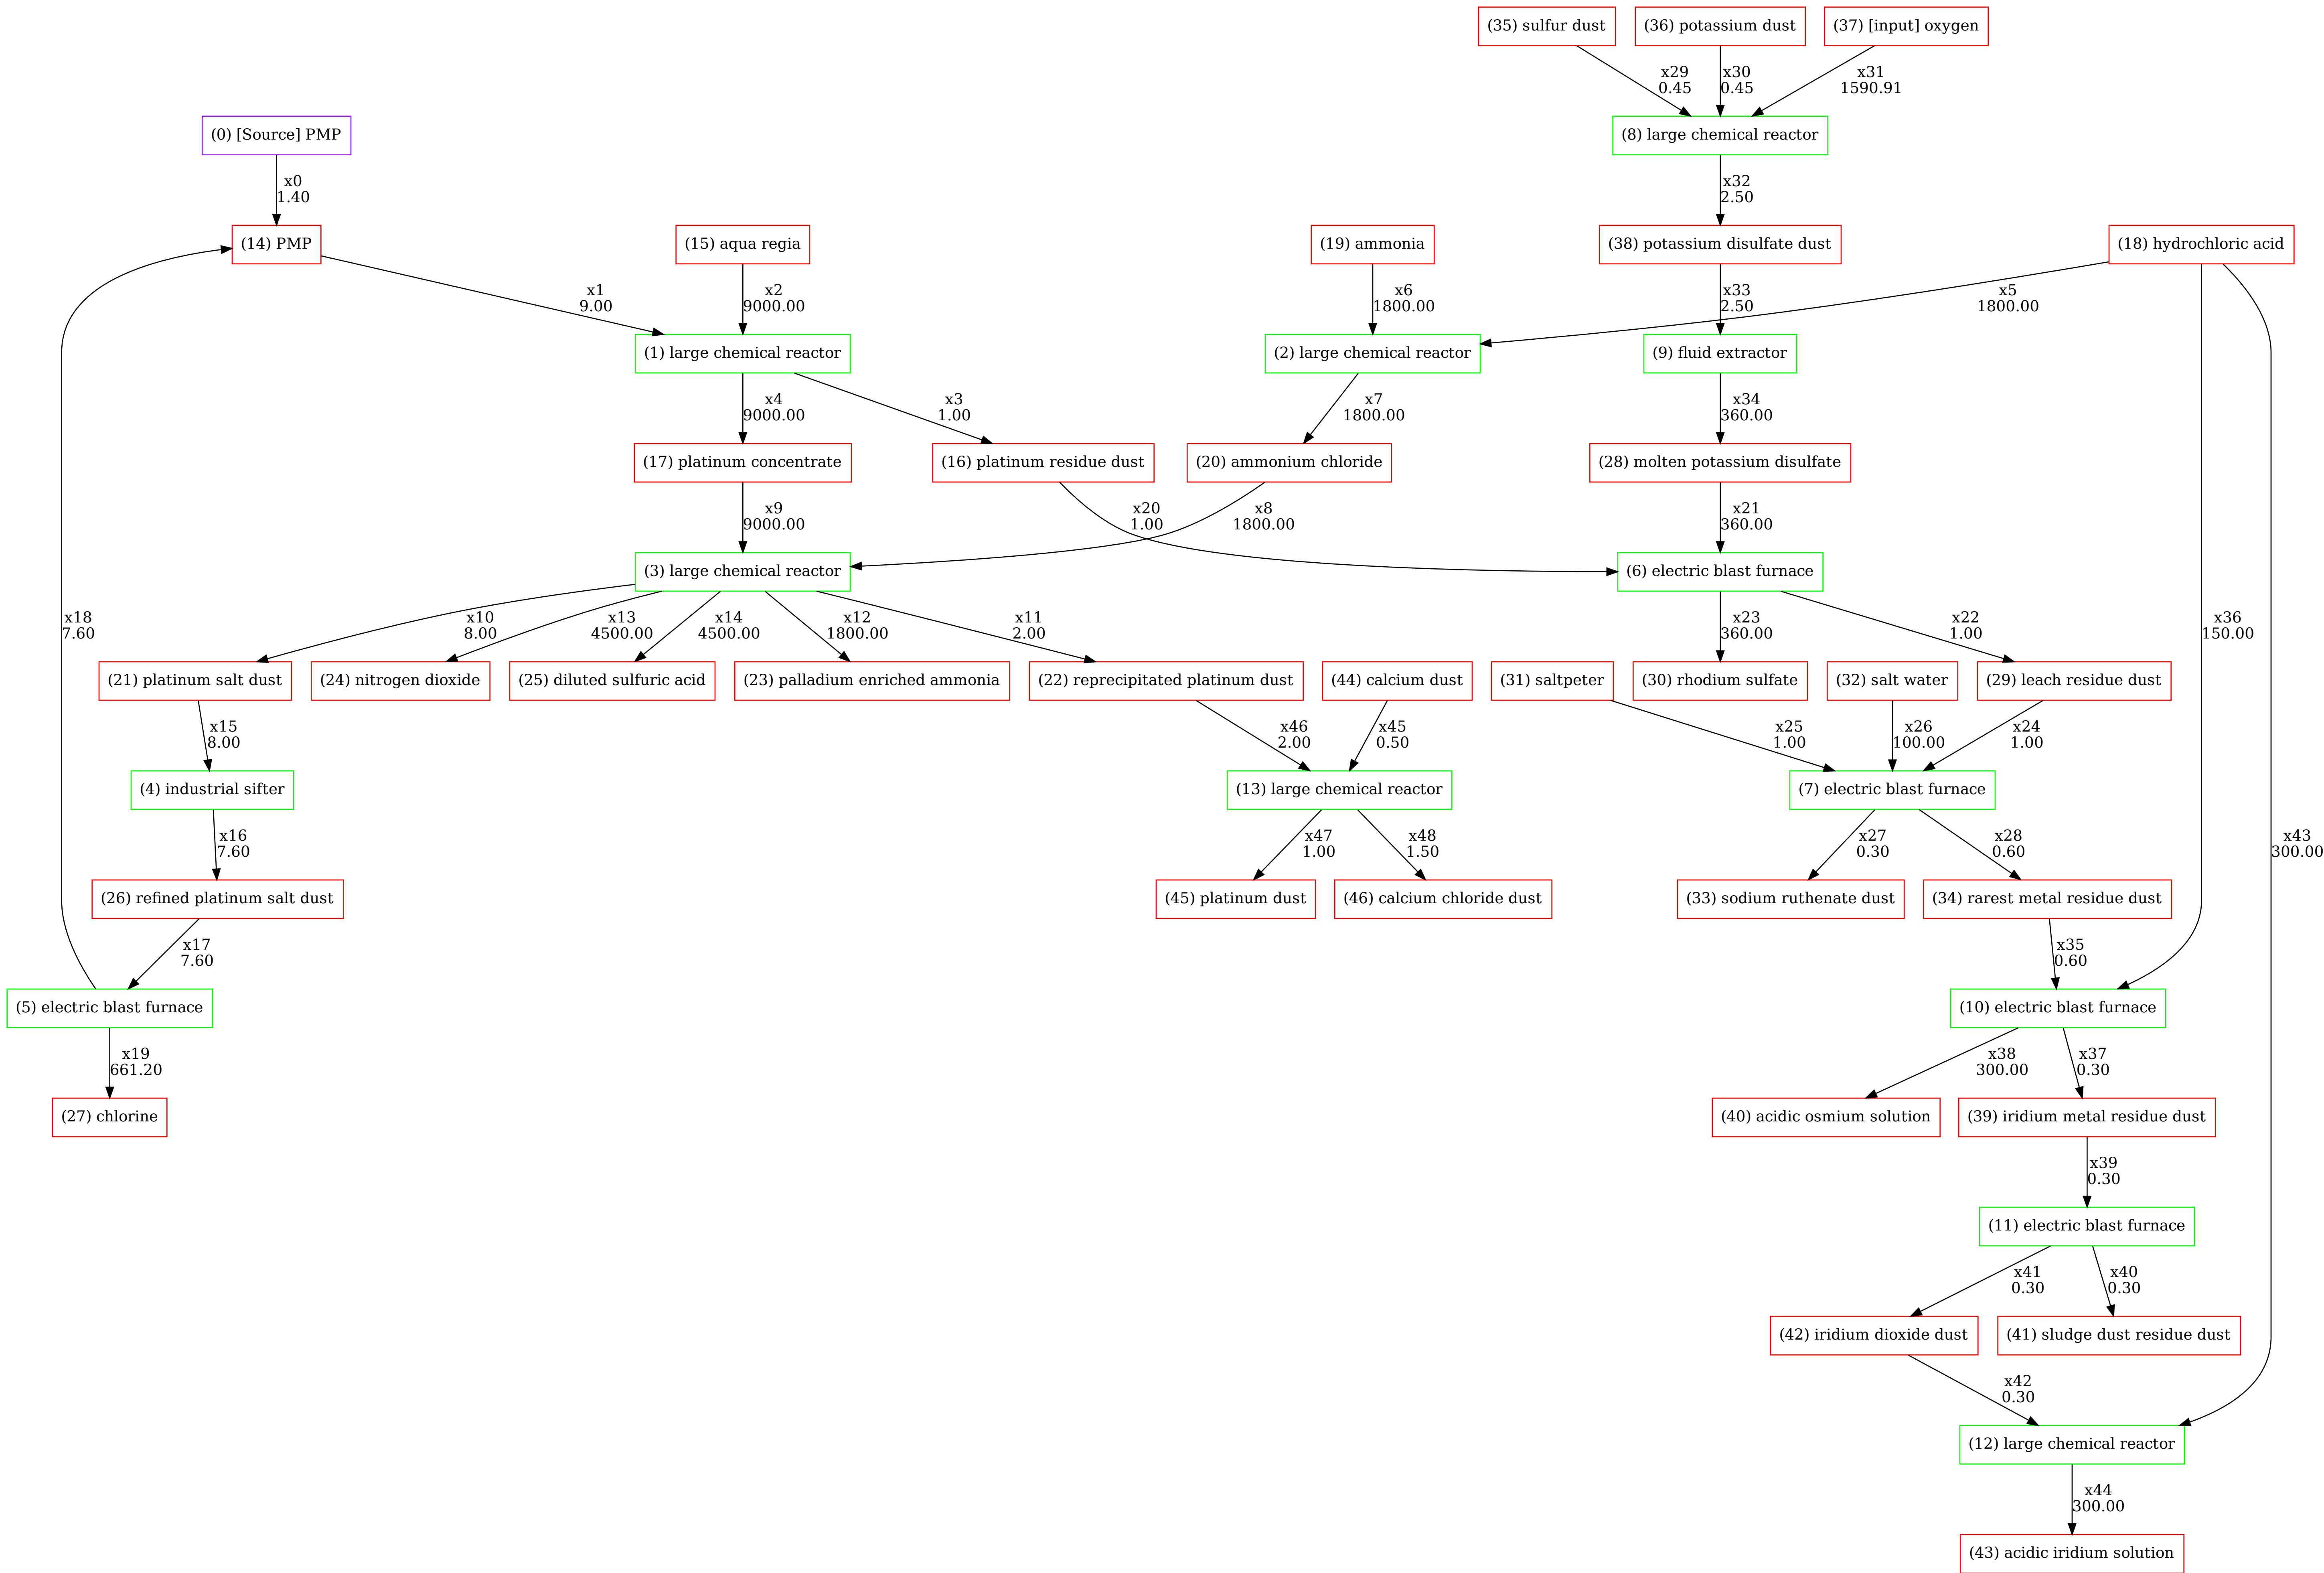 (35) sulfur dust
(36) potassium dust
(37) [input] oxygen
x29
0.45
x30
0.45
x31
1590.91
(0) [Source] PMP
(8) large chemical reactor
x0
1.40
x32
2.50
(14) PMP
(15) aqua regia
(19) ammonia
(38) potassium disulfate dust
(18) hydrochloric acid
x1
9.00
x2
9000.00
x6
1800.00
x33
2.50
x5
1800.00
(1) large chemical reactor
(2) large chemical reactor
(9) fluid extractor
x4
9000.00
x3
1.00
x7
1800.00
x34
360.00
(17) platinum concentrate
(16) platinum residue dust
(20) ammonium chloride
(28) molten potassium disulfate
x9
9000.00
x20
1.00
x8
1800.00
x21
360.00
(3) large chemical reactor
(6) electric blast furnace
x18
7.60
x10
8.00
x13
4500.00
x14
4500.00
x12
1800.00
x11
2.00
x23
360.00
x22
1.00
x36
150.00
(21) platinum salt dust
(24) nitrogen dioxide
(25) diluted sulfuric acid
(23) palladium enriched ammonia
(22) reprecipitated platinum dust
(44) calcium dust
(31) saltpeter
(30) rhodium sulfate
(32) salt water
(29) leach residue dust
x15
8.00
x46
2.00
x45
0.50
x25
1.00
x26
100.00
x24
1.00
(4) industrial sifter
(13) large chemical reactor
(7) electric blast furnace
x16
7.60
x47
1.00
x48
1.50
x27
0.30
x28
0.60
x43
300.00
(26) refined platinum salt dust
(45) platinum dust
(46) calcium chloride dust
(33) sodium ruthenate dust
(34) rarest metal residue dust
x17
7.60
x35
0.60
(5) electric blast furnace
(10) electric blast furnace
x19
661.20
x38
300.00
x37
0.30
(27) chlorine
(40) acidic osmium solution
(39) iridium metal residue dust
x39
0.30
(11) electric blast furnace
x41
0.30
x40
0.30
(42) iridium dioxide dust
(41) sludge dust residue dust
x42
0.30
(12) large chemical reactor
x44
300.00
(43) acidic iridium solution